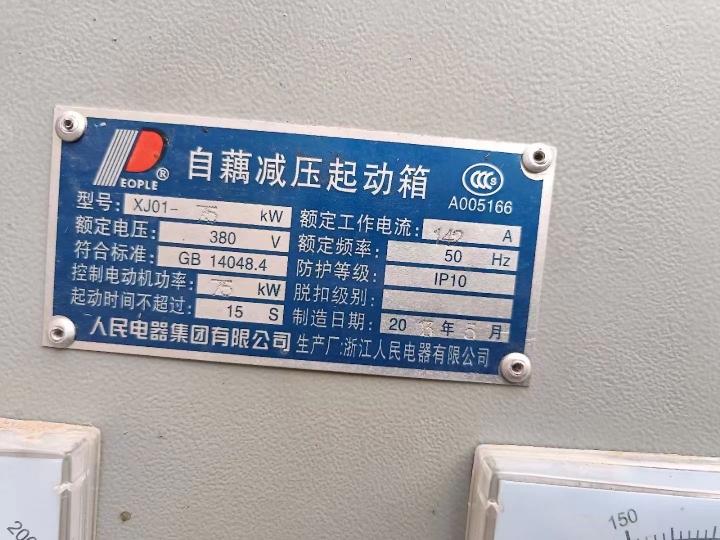 PEOPLE ®
自藕减压起动箱
CCC S
A005166
型号: XJ01- 75 kW
额定电压: 380 V
符合标准: GB 14048.4
控制电动机功率: 75 kW
起动时间不超过: 15 S
额定工作电流: 142 A
额定频率: 50 Hz
防护等级: IP10
脱扣级别:
制造日期: 20 13 年 5 月
人民电器集团有限公司
生产厂:浙江人民电器有限公司
200
150